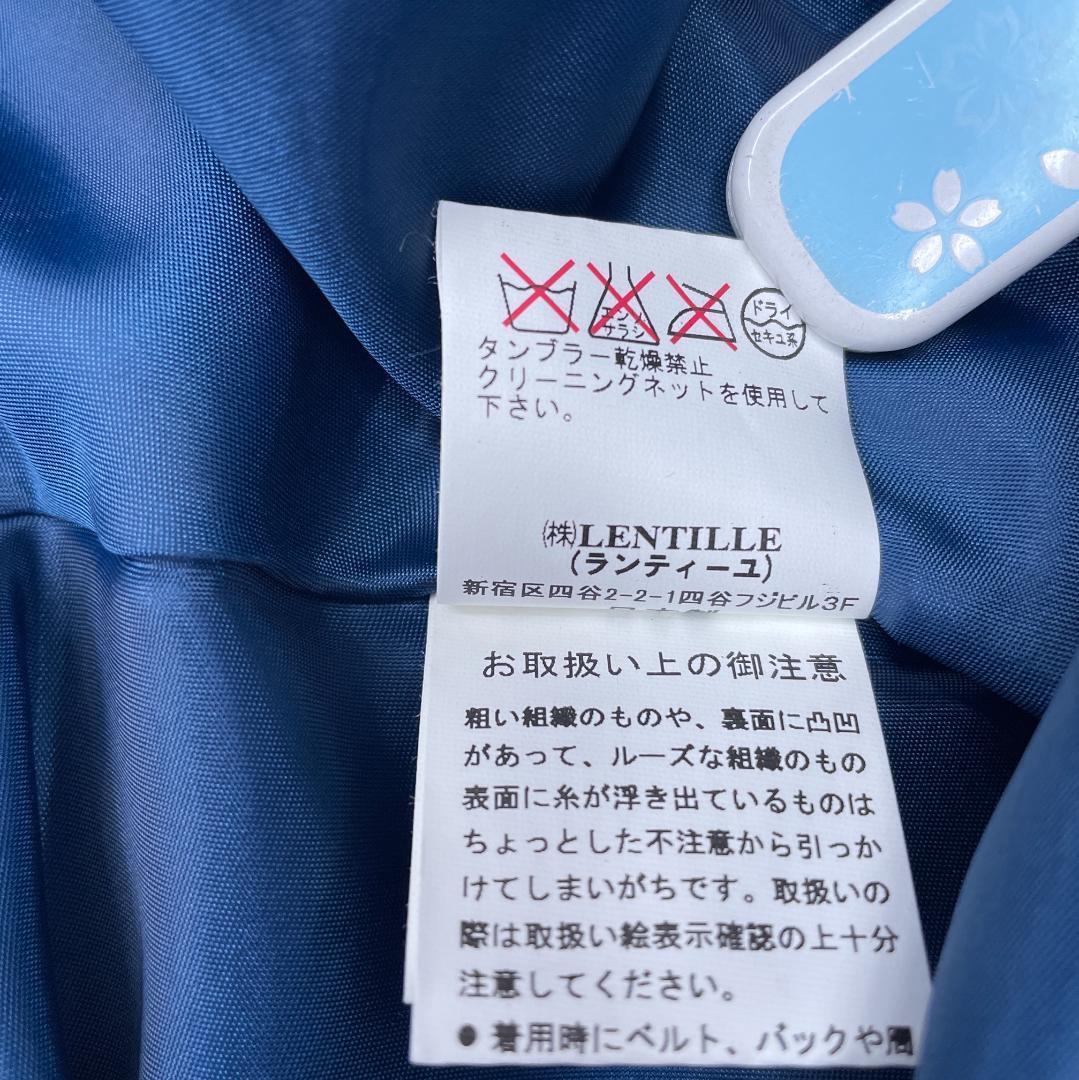 エンソ
サラシ
ドライ
セキユ系
タンブラー乾燥禁止
クリーニングネットを使用して
下さい。
㈱LENTILLE
(ランティーユ)
新宿区四谷2-2-1四谷フジビル3F
お取扱い上の御注意
粗い組織のものや、裏面に凸凹
があって、ルーズな組織のもの
表面に糸が浮き出ているものは
ちょっとした不注意から引っか
けてしまいがちです。取扱いの
際は取扱い絵表示確認の上十分
注意してください。
●着用時にベルト、バックや